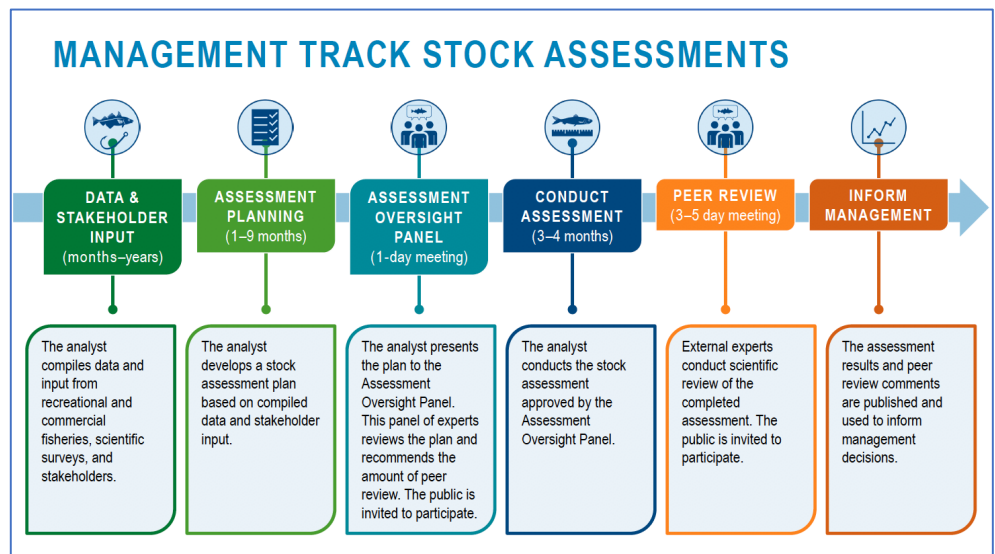 MANAGEMENT TRACK STOCK ASSESSMENTS
DATA &
STAKEHOLDER
INPUT
(months–years)
ASSESSMENT
PLANNING
(1–9 months)
ASSESSMENT
OVERSIGHT
PANEL
(1-day meeting)
CONDUCT
ASSESSMENT
(3–4 months)
PEER REVIEW
(3–5 day meeting)
INFORM
MANAGEMENT
The analyst
compiles data and
input from
recreational and
commercial
fisheries, scientific
surveys, and
stakeholders.
The analyst
develops a stock
assessment plan
based on compiled
data and stakeholder
input.
The analyst presents
the plan to the
Assessment
Oversight Panel.
This panel of experts
reviews the plan and
recommends the
amount of peer
review. The public is
invited to participate.
The analyst
conducts the stock
assessment
approved by the
Assessment
Oversight Panel.
External experts
conduct scientific
review of the
completed
assessment. The
public is invited to
participate.
The assessment
results and peer
review comments
are published and
used to inform
management
decisions.